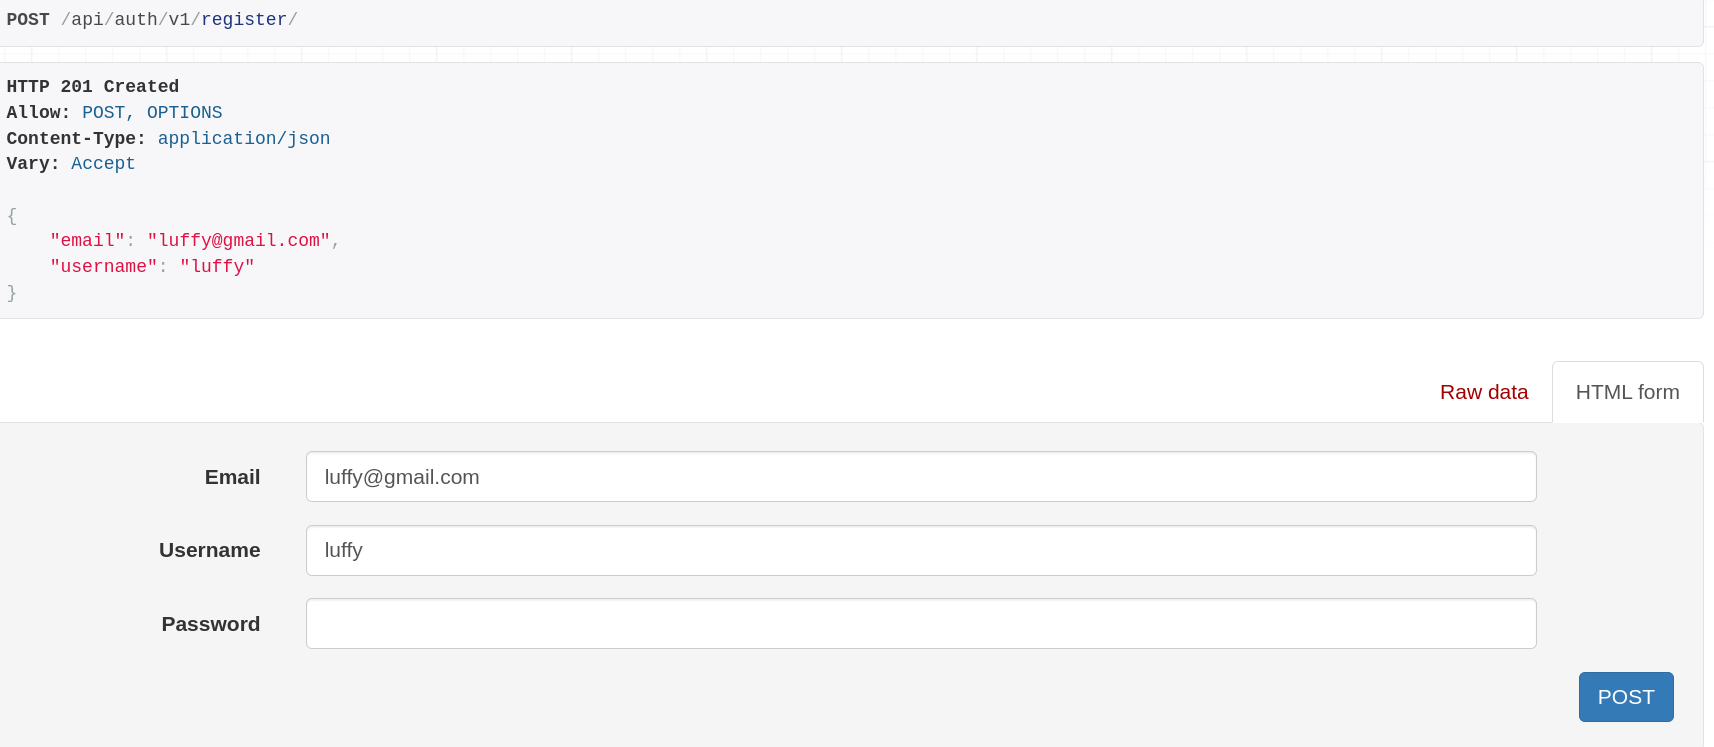 POST /api/auth/v1/register/
HTTP 201 Created
Allow: POST, OPTIONS
Content-Type: application/json
Vary: Accept
{
    "email": "luffy@gmail.com",
    "username": "luffy"
}
Raw data
HTML form
Email
luffy@gmail.com
Username
luffy
Password
POST